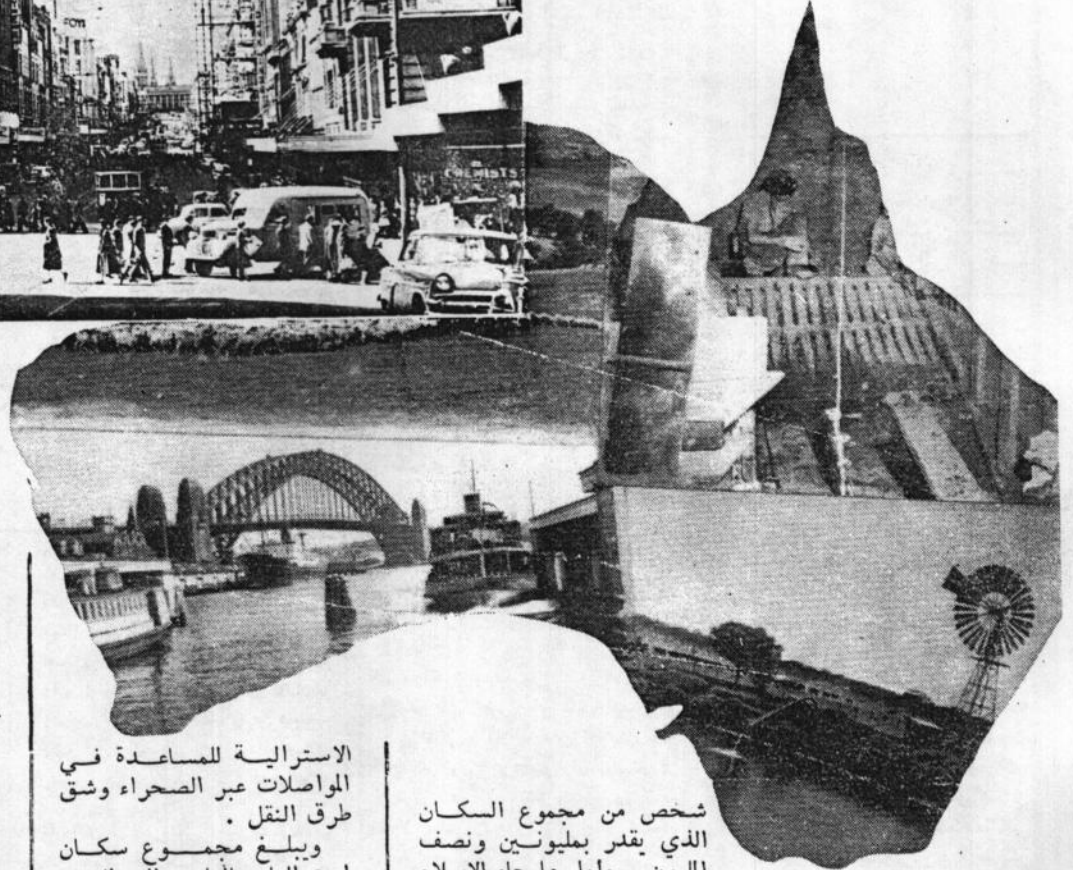 CHEMISTS
شخص من مجموع السكان
الذي يقدر بمليونين ونصف
الاسترالية للمساعدة في
المواصلات عبر الصحراء وشق
طرق النقل .
ويبلغ مجموع سكان